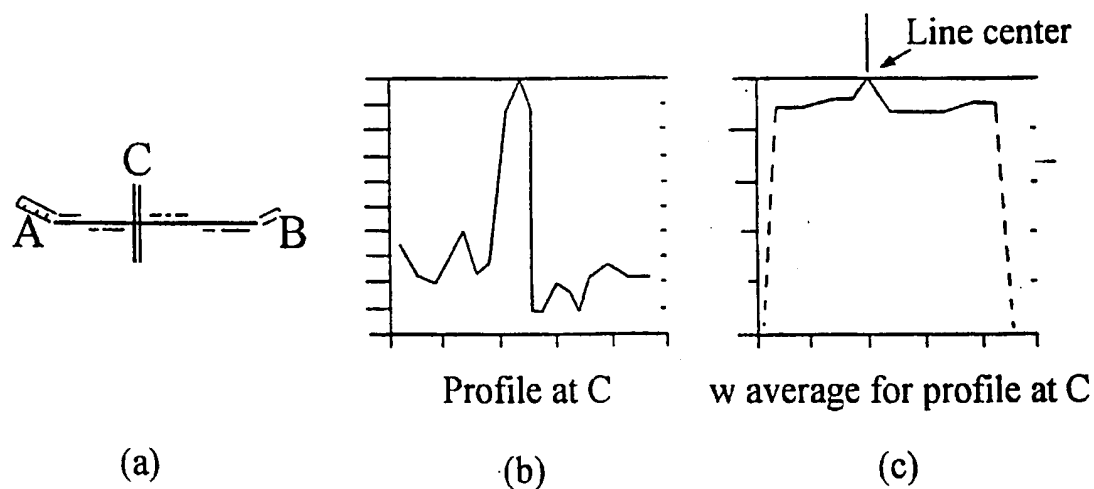 Line center
C
A
B
Profile at C
w average for profile at C
(a)
(b)
(c)